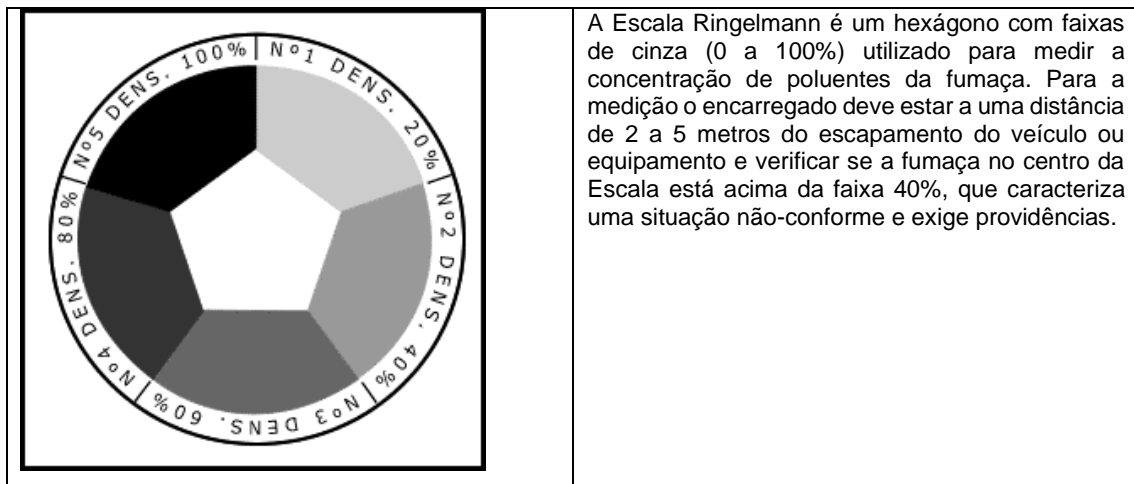 Nº1 DENS. 20%
Nº2 DENS. 40%
Nº3 DENS. 60%
Nº4 DENS. 80%
Nº5 DENS. 100%
A Escala Ringelmann é um hexágono com faixas
de cinza (0 a 100%) utilizado para medir a
concentração de poluentes da fumaça. Para a
medição o encarregado deve estar a uma distância
de 2 a 5 metros do escapamento do veículo ou
equipamento e verificar se a fumaça no centro da
Escala está acima da faixa 40%, que caracteriza
uma situação não-conforme e exige providências.